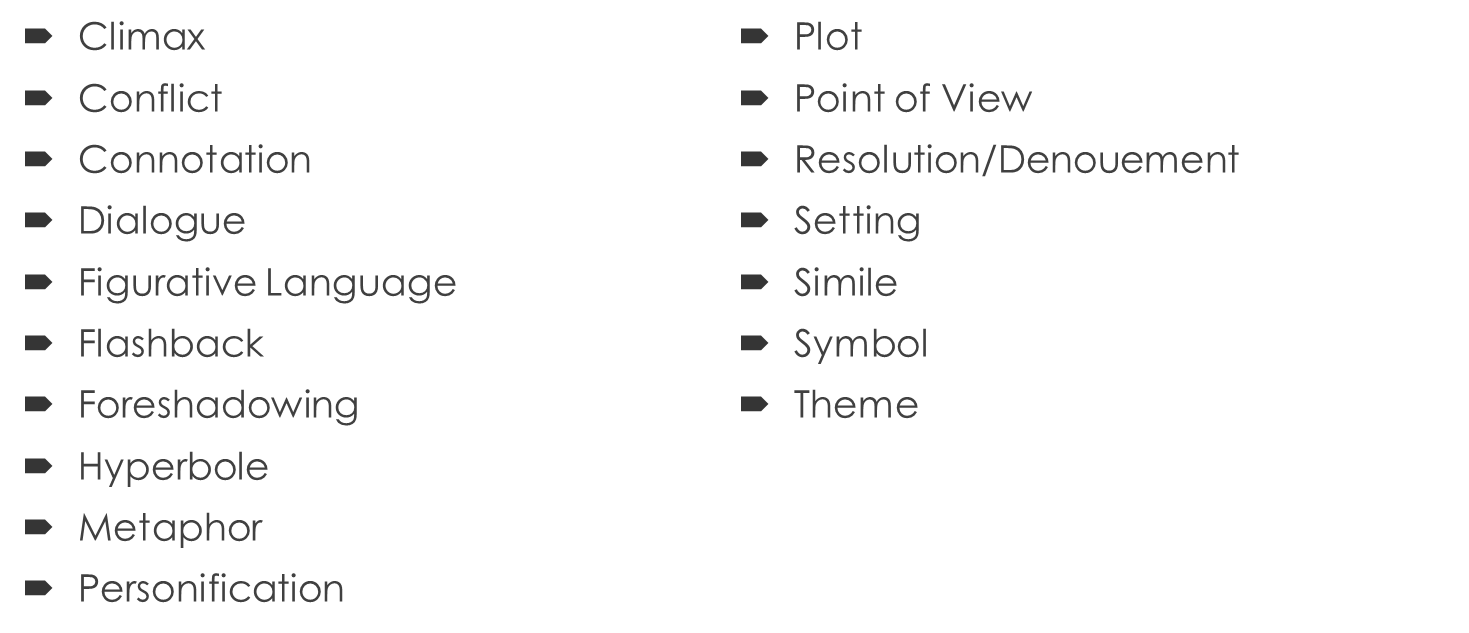 Climax
Conflict
Connotation
Dialogue
Figurative Language
Flashback
Foreshadowing
Hyperbole
Metaphor
Personification
Plot
Point of View
Resolution/Denouement
Setting
Simile
Symbol
Theme